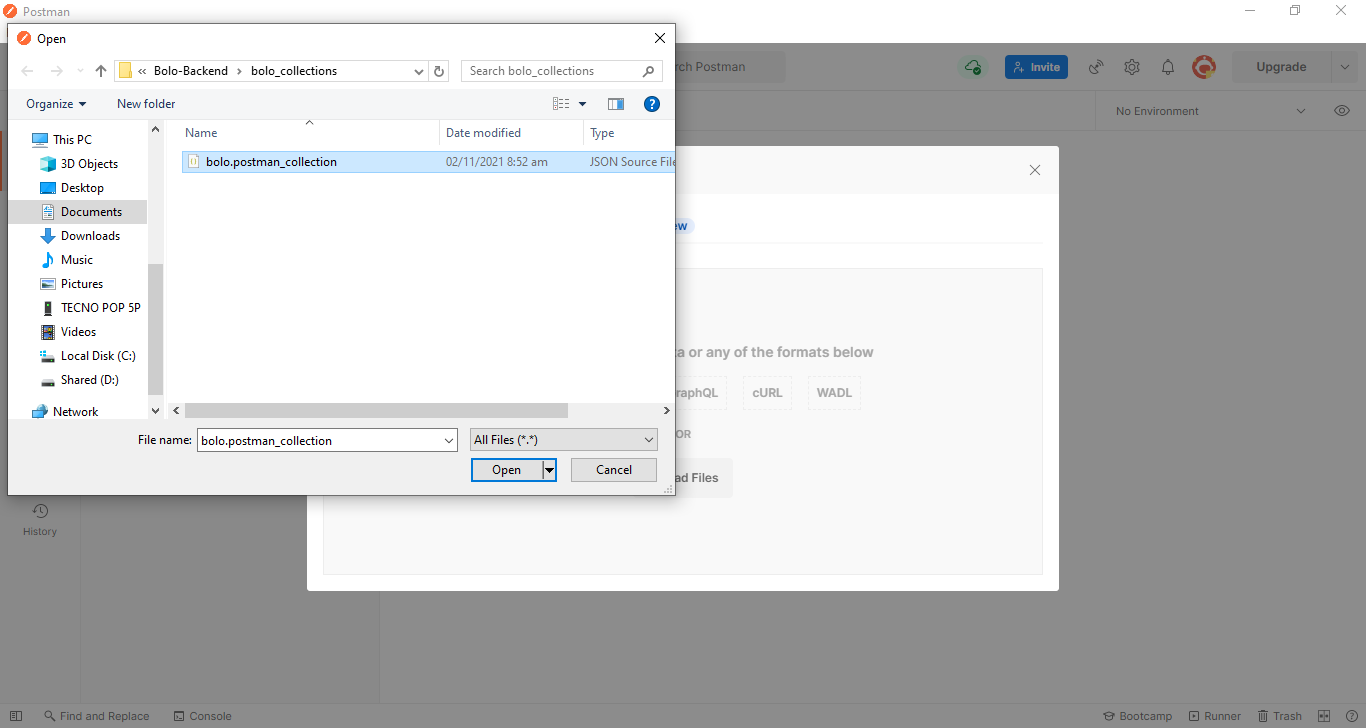 Postman
Open
« Bolo-Backend › bolo_collections
Search bolo_collections
Organize
New folder
This PC
3D Objects
Desktop
Documents
Downloads
Music
Pictures
TECNO POP 5P
Videos
Local Disk (C:)
Shared (D:)
Network
Name
Date modified
Type
bolo.postman_collection
02/11/2021 8:52 am
JSON Source File
File name:
bolo.postman_collection
All Files (*.*)
Open
Cancel
rch Postman
Invite
Upgrade
No Environment
ew
ta or any of the formats below
raphQL
cURL
WADL
OR
ad Files
History
Find and Replace
Console
Bootcamp
Runner
Trash